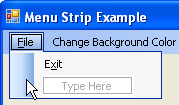 Menu Strip Example
File Change Background Color
Exit
Type Here